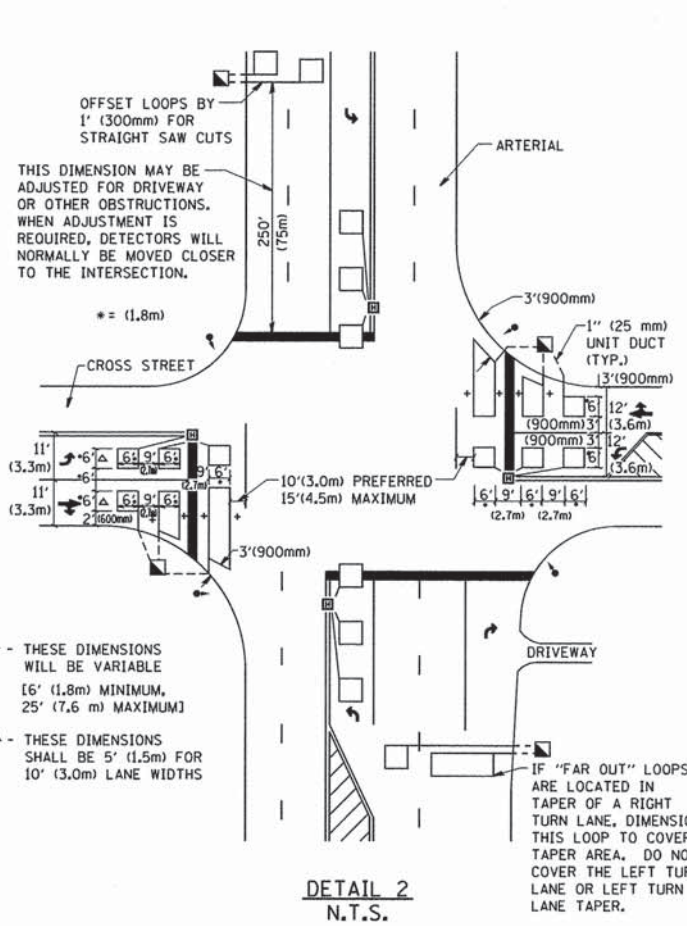 OFFSET LOOPS BY
1' (300mm) FOR
STRAIGHT SAW CUTS
ARTERIAL
THIS DIMENSION MAY BE
ADJUSTED FOR DRIVEWAY
OR OTHER OBSTRUCTIONS.
WHEN ADJUSTMENT IS
REQUIRED, DETECTORS WILL
NORMALLY BE MOVED CLOSER
TO THE INTERSECTION.
250'
(75m)
* = (1.8m)
H
3'(900mm)
1" (25 mm)
UNIT DUCT
(TYP.)
CROSS STREET
3'(900mm)
6'
12'
(3.6m)
(900mm) 3'
(900mm) 3'
12'
6'
(3.6m)
H
11'
(3.3m)
*6'
6'
9'
6'
9'
6'
(2.7m)
11'
(3.3m)
*6'
6'
9'
6'
2'
(600mm)
H
10'(3.0m) PREFERRED
15'(4.5m) MAXIMUM
6' 9' 6' 9' 6'
(2.7m) (2.7m)
3'(900mm)
H
- THESE DIMENSIONS
WILL BE VARIABLE
[6' (1.8m) MINIMUM,
25' (7.6 m) MAXIMUM]
DRIVEWAY
- THESE DIMENSIONS
SHALL BE 5' (1.5m) FOR
10' (3.0m) LANE WIDTHS
IF "FAR OUT" LOOPS
ARE LOCATED IN
TAPER OF A RIGHT
TURN LANE, DIMENSIO
THIS LOOP TO COVER
TAPER AREA. DO NO
COVER THE LEFT TUR
LANE OR LEFT TURN
LANE TAPER.
DETAIL 2
N.T.S.